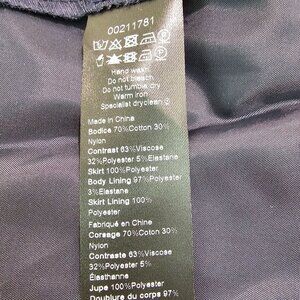 00211781
Hand wash
Do not bleach
Do not tumble dry
Warm iron
Specialist dryclean
Made in China
Bodice 70%Cotton 30%
Nylon
Contrast 63%Viscose
32%Polyester 5%Elastane
Skirt 100%Polyester
Body Lining 97%Polyester
3%Elastane
Skirt Lining 100%
Polyester
Fabriqué en Chine
Corsage 70%Coton 30%
Nylon
Contraste 63%Viscose
32%Polyester 5%
Élasthanne
Jupe 100%Polyester
Doublure du corps 97%